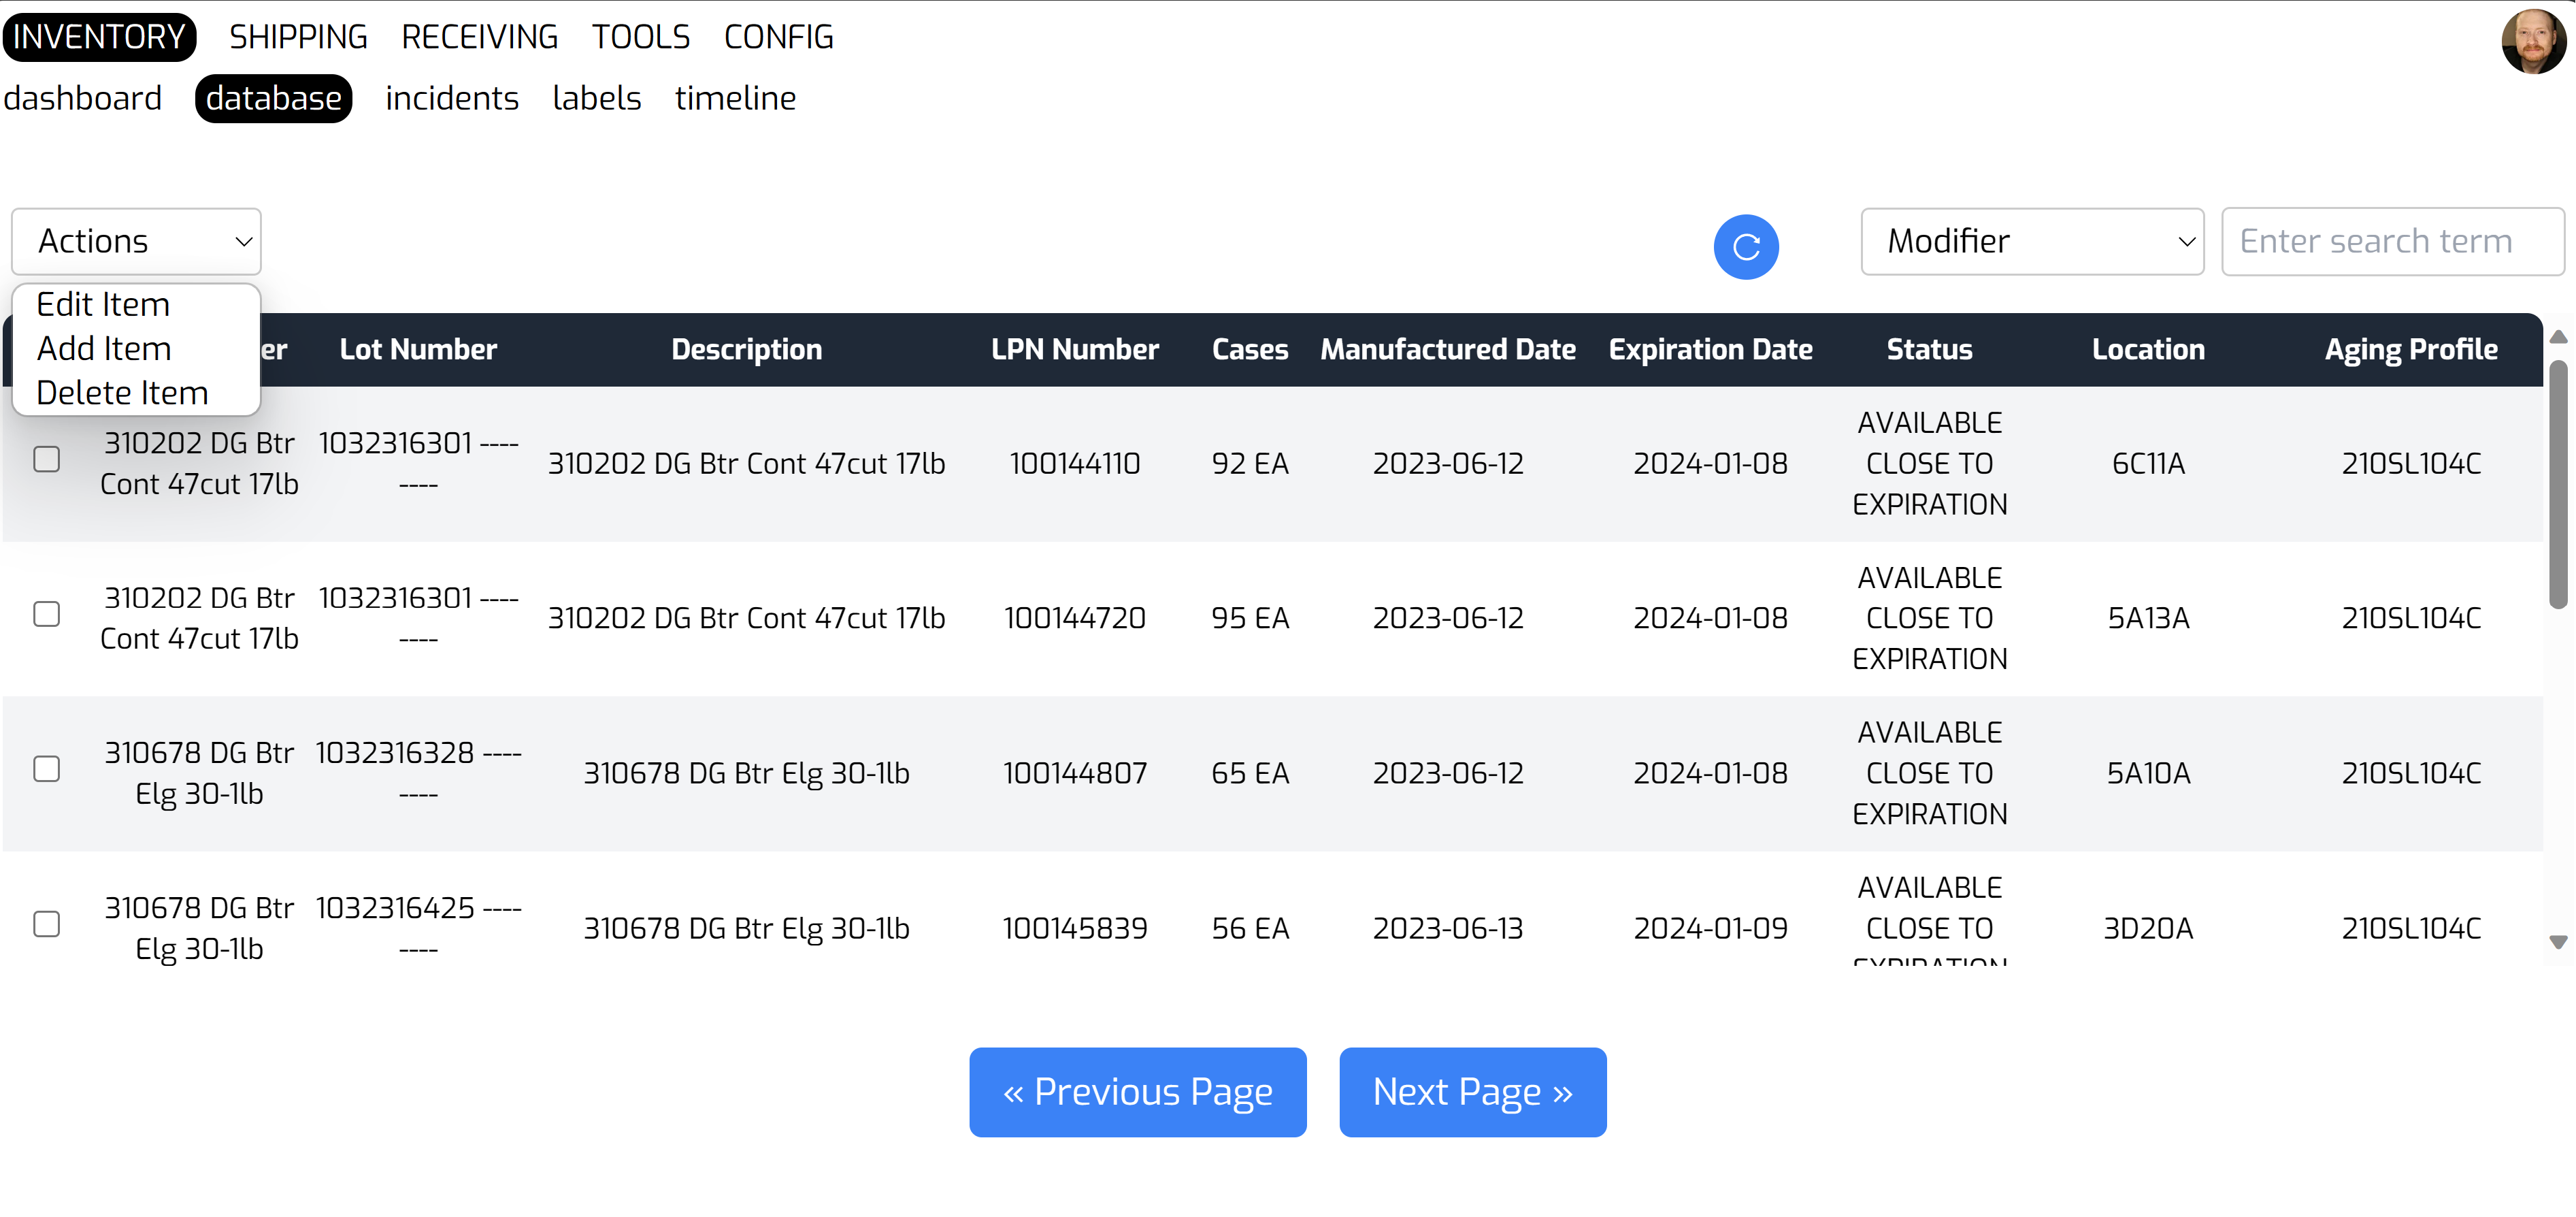 INVENTORY SHIPPING RECEIVING TOOLS CONFIG
dashboard database incidents labels timeline
Actions Modifier Enter search term
Edit Item
Add Item
Delete Item
er Lot Number Description LPN Number Cases Manufactured Date Expiration Date Status Location Aging Profile
310202 DG Btr Cont 47cut 17lb 1032316301 ---- ---- 310202 DG Btr Cont 47cut 17lb 100144110 92 EA 2023-06-12 2024-01-08 AVAILABLE CLOSE TO EXPIRATION 6C11A 210SL104C
310202 DG Btr Cont 47cut 17lb 1032316301 ---- ---- 310202 DG Btr Cont 47cut 17lb 100144720 95 EA 2023-06-12 2024-01-08 AVAILABLE CLOSE TO EXPIRATION 5A13A 210SL104C
310678 DG Btr Elg 30-1lb 1032316328 ---- ---- 310678 DG Btr Elg 30-1lb 100144807 65 EA 2023-06-12 2024-01-08 AVAILABLE CLOSE TO EXPIRATION 5A10A 210SL104C
310678 DG Btr Elg 30-1lb 1032316425 ---- ---- 310678 DG Btr Elg 30-1lb 100145839 56 EA 2023-06-13 2024-01-09 AVAILABLE CLOSE TO EXPIRATION 3D20A 210SL104C
« Previous Page Next Page »